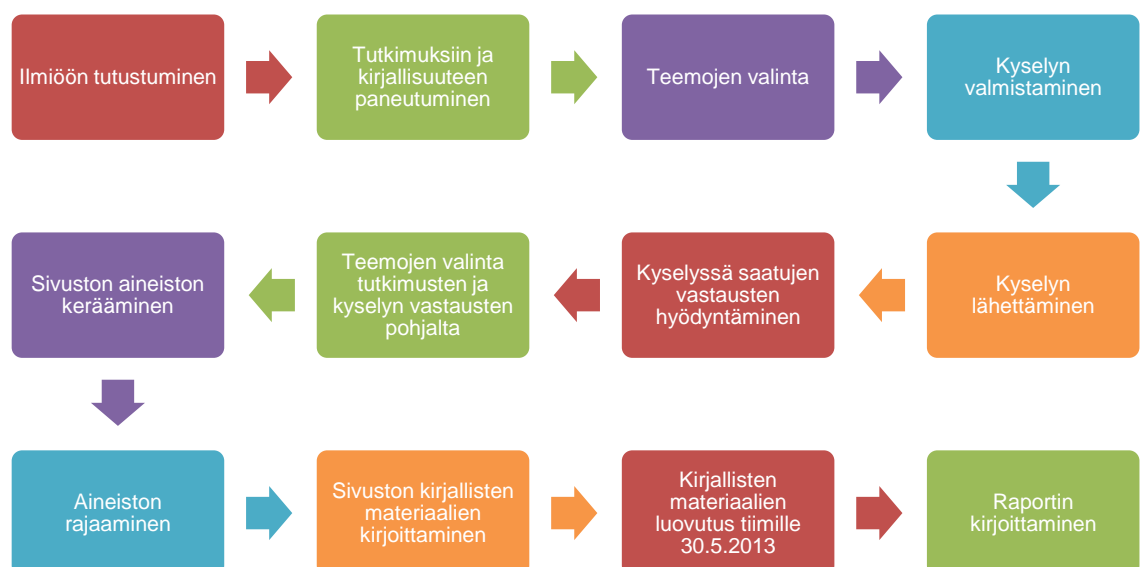 Ilmiöön tutustuminen
Tutkimuksiin ja
kirjallisuuteen
paneutuminen
Teemojen valinta
Kyselyn
valmistaminen
Kyselyn
lähettäminen
Kyselyssä saatujen
vastausten
hyödyntäminen
Teemojen valinta
tutkimusten ja
kyselyn vastausten
pohjalta
Sivuston aineiston
kerääminen
Aineiston
rajaaminen
Sivuston kirjallisten
materiaalien
kirjoittaminen
Kirjallisten
materiaalien
luovutus tiimille
30.5.2013
Raportin
kirjoittaminen